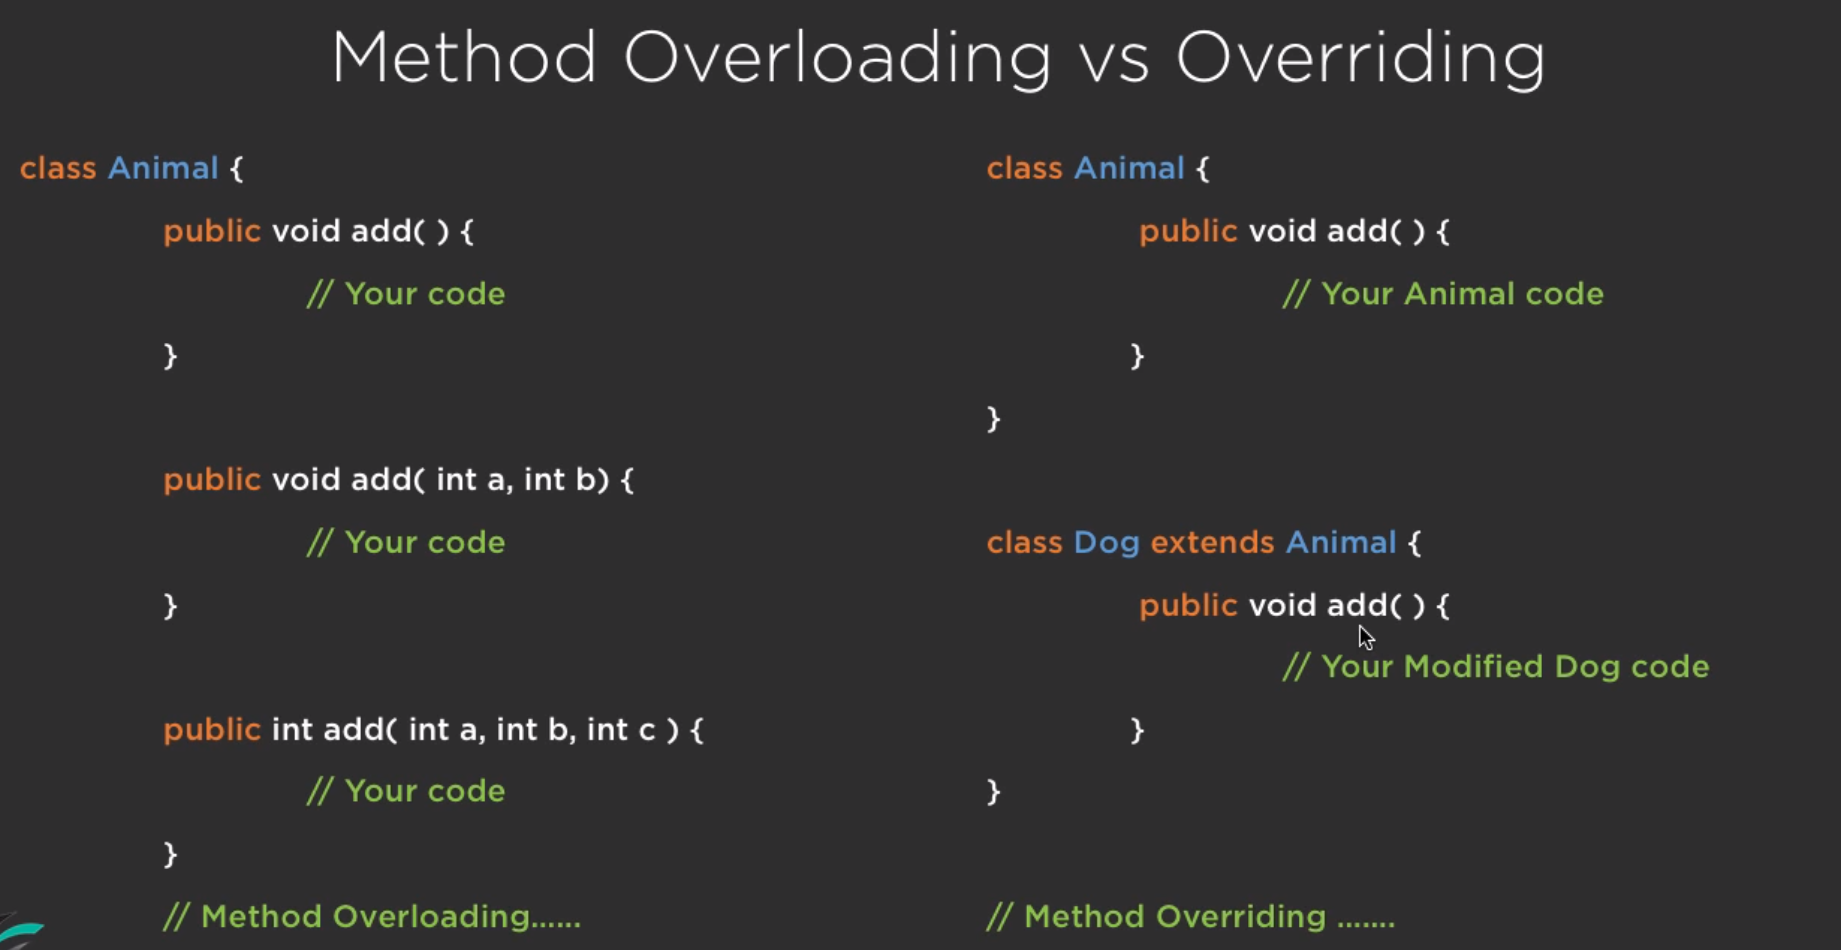 Method Overloading vs Overriding
class Animal {
public void add( ) {
// Your code
}
public void add( int a, int b) {
// Your code
}
public int add( int a, int b, int c ) {
// Your code
}
// Method Overloading......
class Animal {
public void add( ) {
// Your Animal code
}
}
class Dog extends Animal {
public void add( ) {
// Your Modified Dog code
}
}
// Method Overriding .......